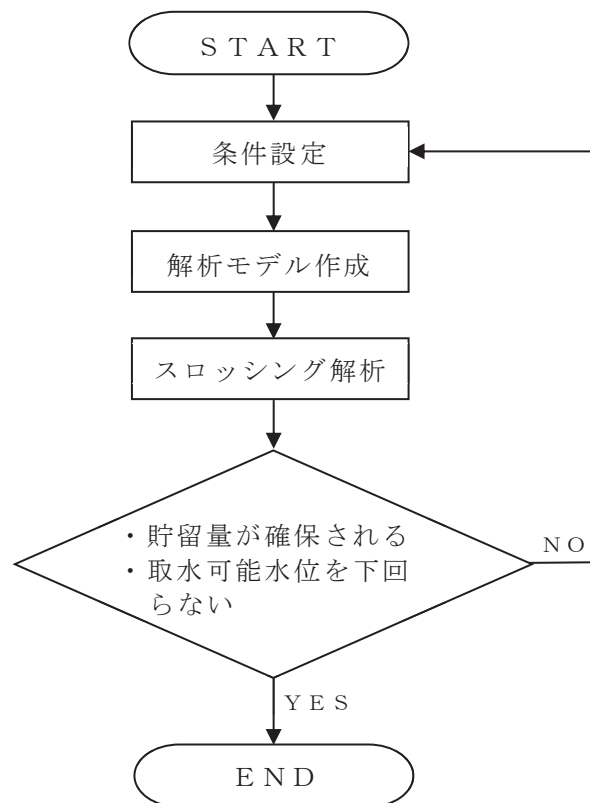 START
条件設定
解析モデル作成
スロッシング解析
・貯留量が確保される
・取水可能水位を下回
らない
NO
YES
END